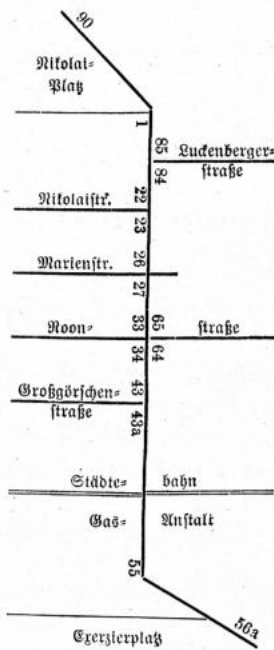 90
Nikolai-
Platz
1
85
Luckenberger-
84
straße
Nikolaistr.
22
23
Marienstr.
26
27
Roon-
33
65
straße
34
64
Großgörschen-
43
straße
43a
Städte-
bahn
Gas-
Anstalt
55
56a
Exerzierplatz